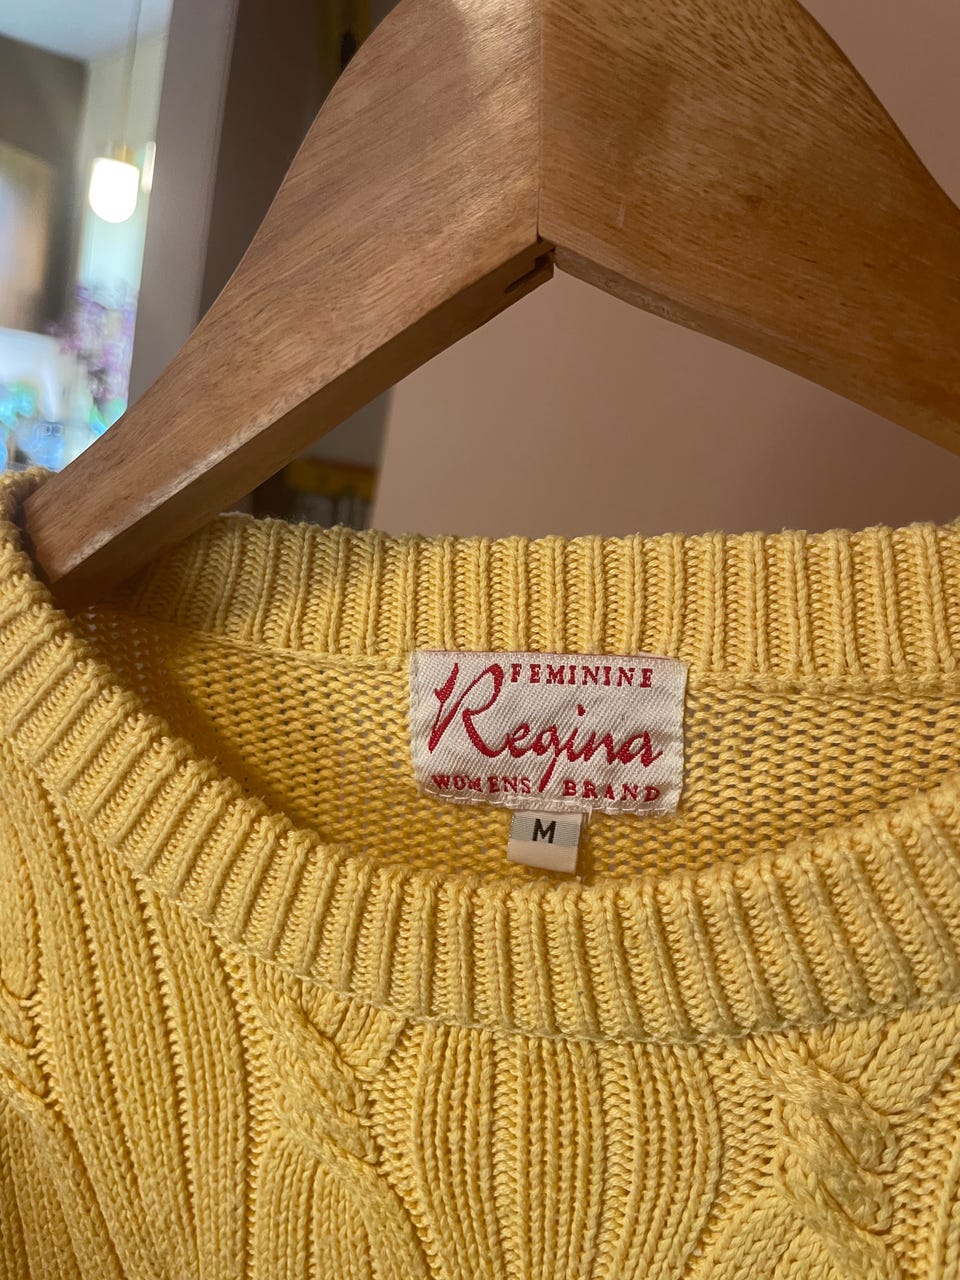 FEMININE
Regina
WOMENS BRAND
M